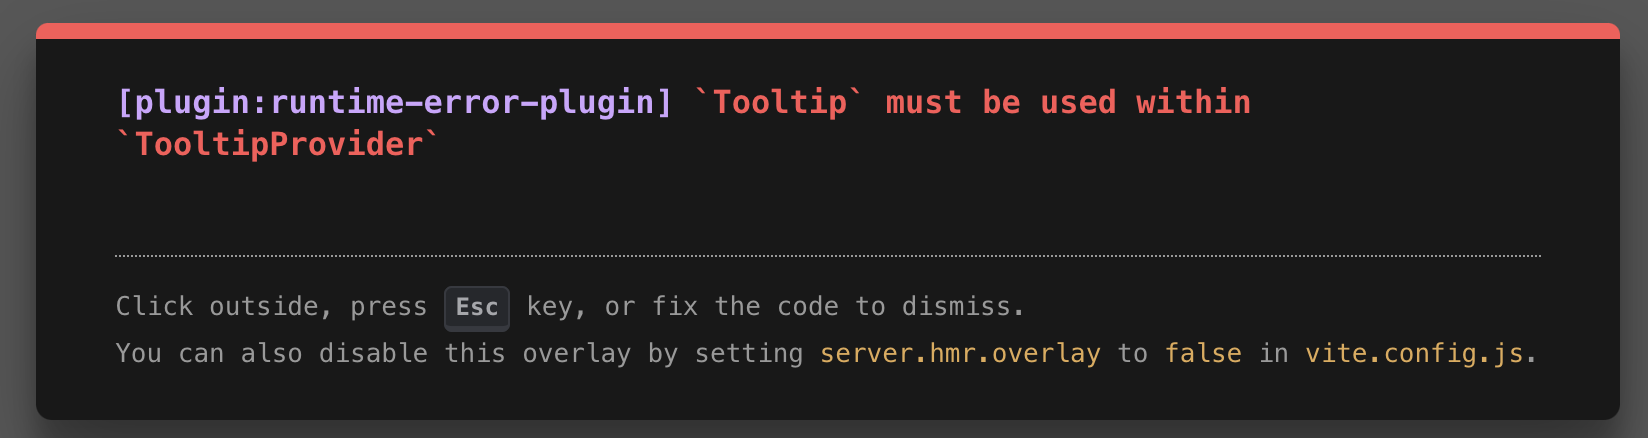 [plugin:runtime-error-plugin] `Tooltip` must be used within
`TooltipProvider`
Click outside, press Esc key, or fix the code to dismiss.
You can also disable this overlay by setting server.hmr.overlay to false in vite.config.js.